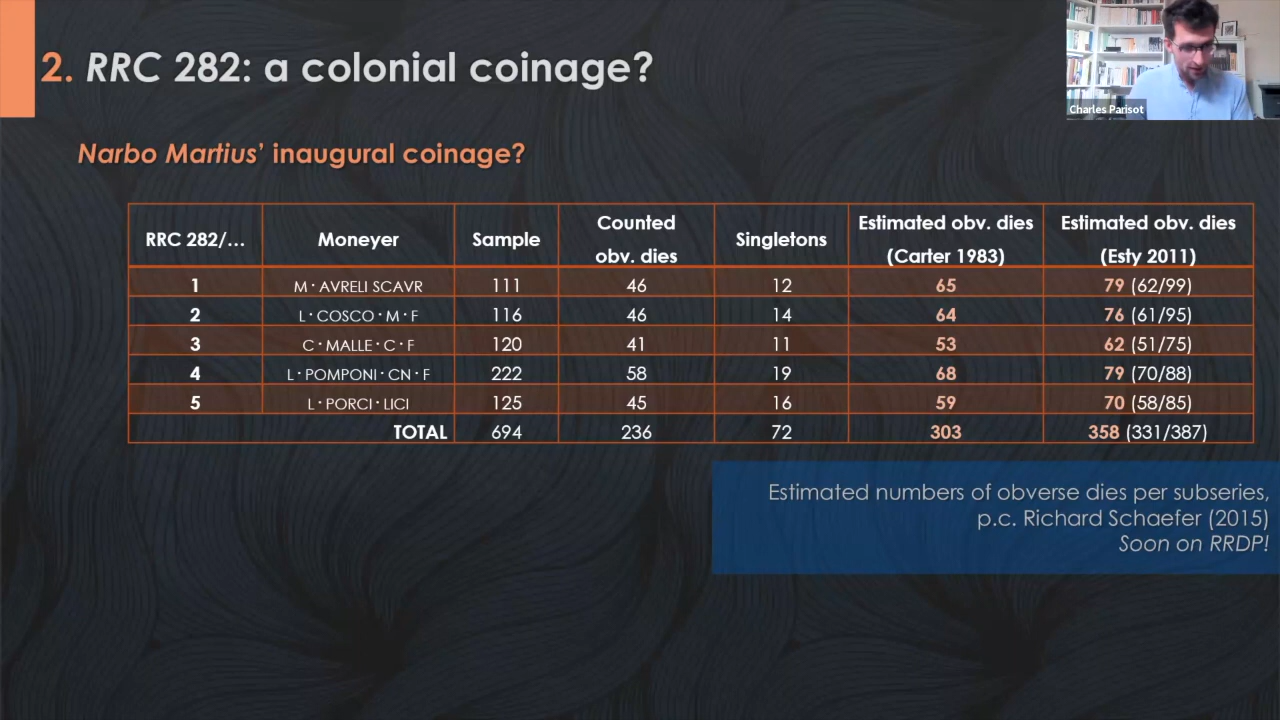 2. RRC 282: a colonial coinage?
Charles Parisot
Narbo Martius' inaugural coinage?
RRC 282/… Moneyer Sample Counted obv. dies Singletons Estimated obv. dies (Carter 1983) Estimated obv. dies (Esty 2011)
1 M·AVRELI SCAVR 111 46 12 65 79 (62/99)
2 L·COSCO·M·F 116 46 14 64 76 (61/95)
3 C·MALLE·C·F 120 41 11 53 62 (51/75)
4 L·POMPONI·CN·F 222 58 19 68 79 (70/88)
5 L·PORCI·LICI 125 45 16 59 70 (58/85)
TOTAL 694 236 72 303 358 (331/387)
Estimated numbers of obverse dies per subseries,
p.c. Richard Schaefer (2015)
Soon on RRDP!